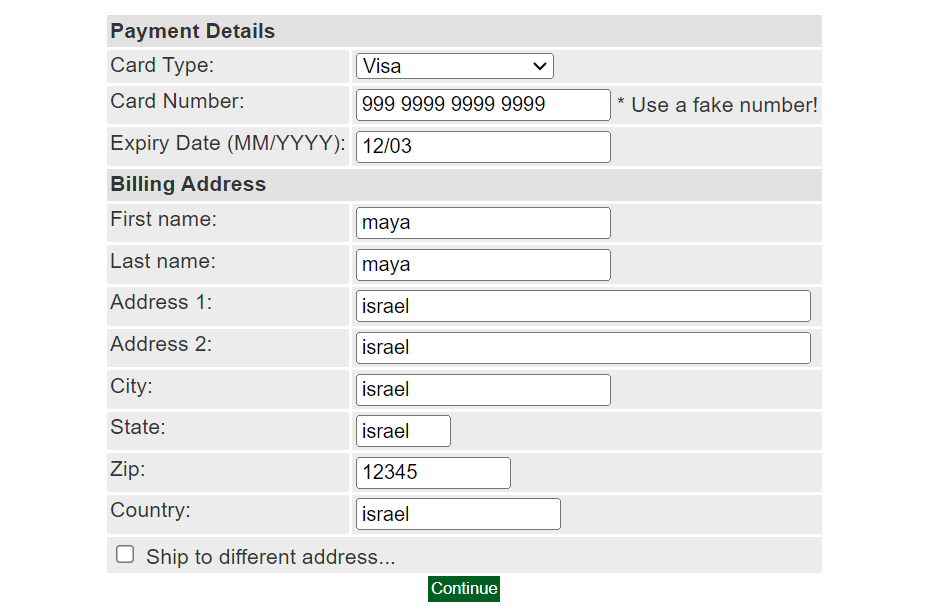 Payment Details
Card Type: Visa
Card Number: 999 9999 9999 9999 * Use a fake number!
Expiry Date (MM/YYYY): 12/03
Billing Address
First name: maya
Last name: maya
Address 1: israel
Address 2: israel
City: israel
State: israel
Zip: 12345
Country: israel
Ship to different address...
Continue